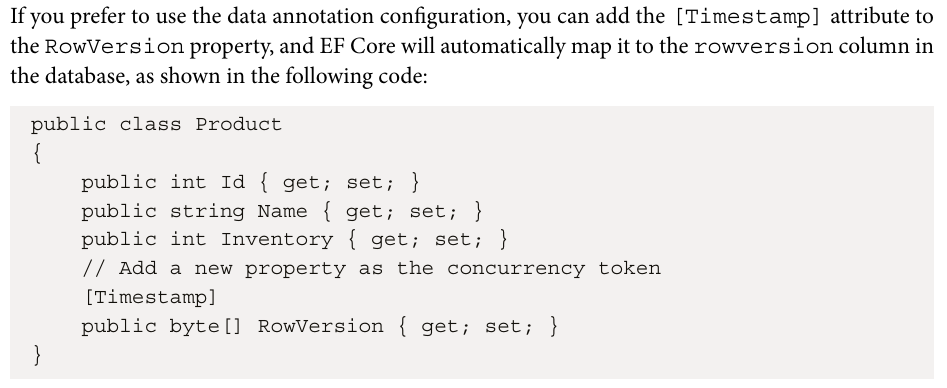 If you prefer to use the data annotation configuration, you can add the [Timestamp] attribute to
the RowVersion property, and EF Core will automatically map it to the rowversion column in
the database, as shown in the following code:
public class Product
{
    public int Id { get; set; }
    public string Name { get; set; }
    public int Inventory { get; set; }
    // Add a new property as the concurrency token
    [Timestamp]
    public byte[] RowVersion { get; set; }
}